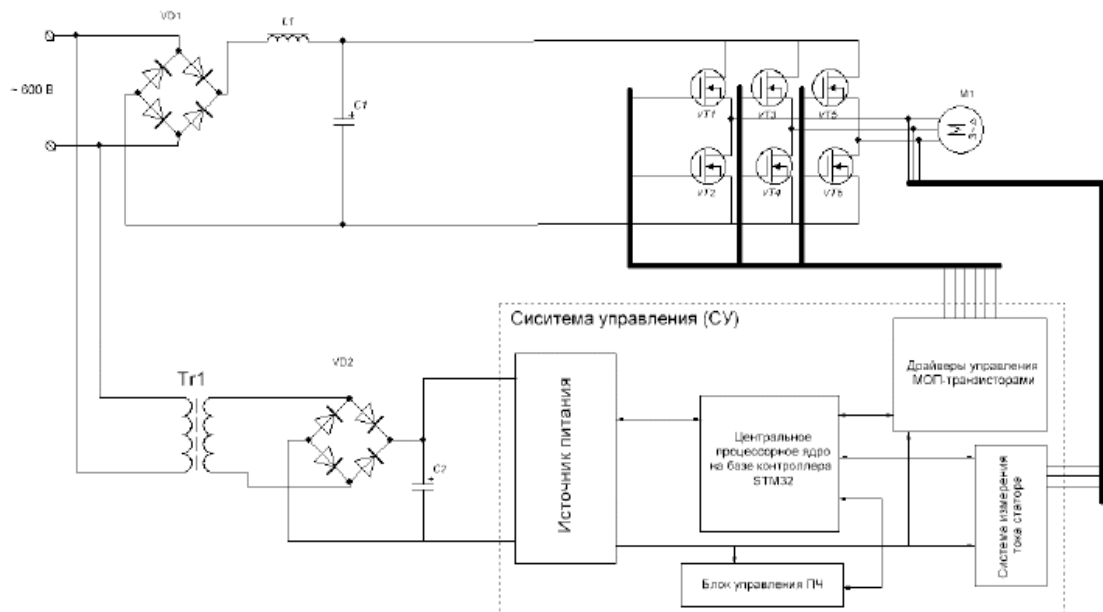 VD1
L1
~ 600 В
C1
VT1
VT3
VT5
M1
M
3~Δ
VT2
VT4
VT6
Сиситема управления (СУ)
VD2
Tr1
C2
Источник питания
Драйверы управления
МОП-транзисторами
Центральное
процессорное ядро
на базе контроллера
STM32
Система измерения
тока статора
Блок управления ПЧ